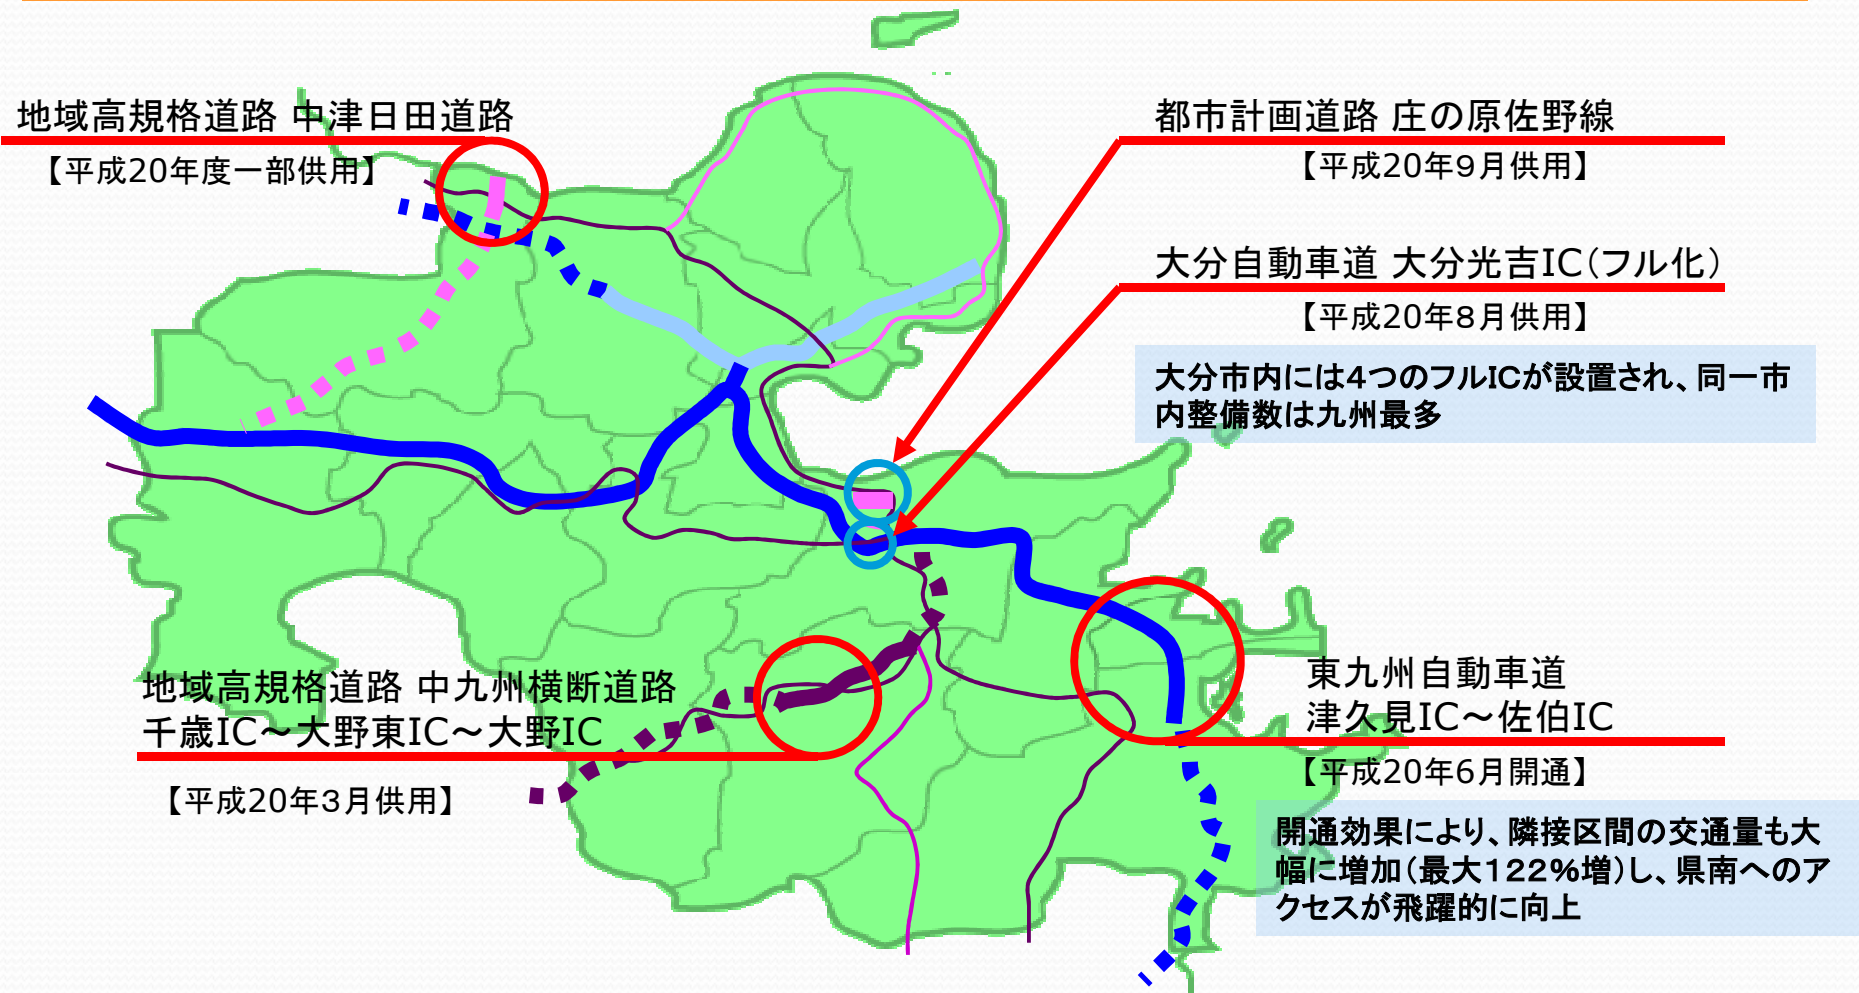 地域高規格道路 中津日田道路
【平成20年度一部供用】
都市計画道路 庄の原佐野線
【平成20年9月供用】
大分自動車道 大分光吉IC(フル化)
【平成20年8月供用】
大分市内には4つのフルICが設置され、同一市
内整備数は九州最多
地域高規格道路 中九州横断道路
千歳IC～大野東IC～大野IC
【平成20年3月供用】
東九州自動車道
津久見IC～佐伯IC
【平成20年6月開通】
開通効果により、隣接区間の交通量も大
幅に増加(最大122%増)し、県南へのア
クセスが飛躍的に向上